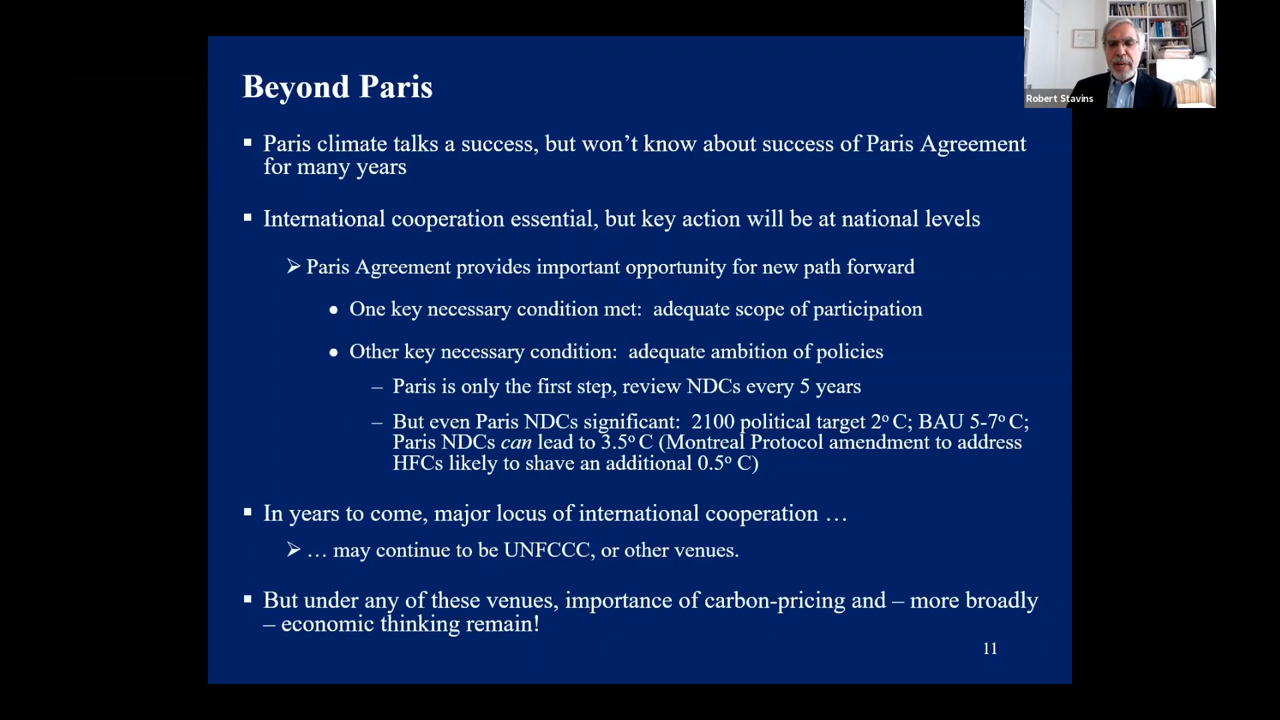 Beyond Paris
▪ Paris climate talks a success, but won’t know about success of Paris Agreement
for many years
▪ International cooperation essential, but key action will be at national levels
➢ Paris Agreement provides important opportunity for new path forward
• One key necessary condition met:  adequate scope of participation
• Other key necessary condition:  adequate ambition of policies
– Paris is only the first step, review NDCs every 5 years
– But even Paris NDCs significant:  2100 political target 2º C; BAU 5-7º C;
Paris NDCs can lead to 3.5º C (Montreal Protocol amendment to address
HFCs likely to shave an additional 0.5º C)
▪ In years to come, major locus of international cooperation …
➢ … may continue to be UNFCCC, or other venues.
▪ But under any of these venues, importance of carbon-pricing and – more broadly
– economic thinking remain!
11
Robert Stavins